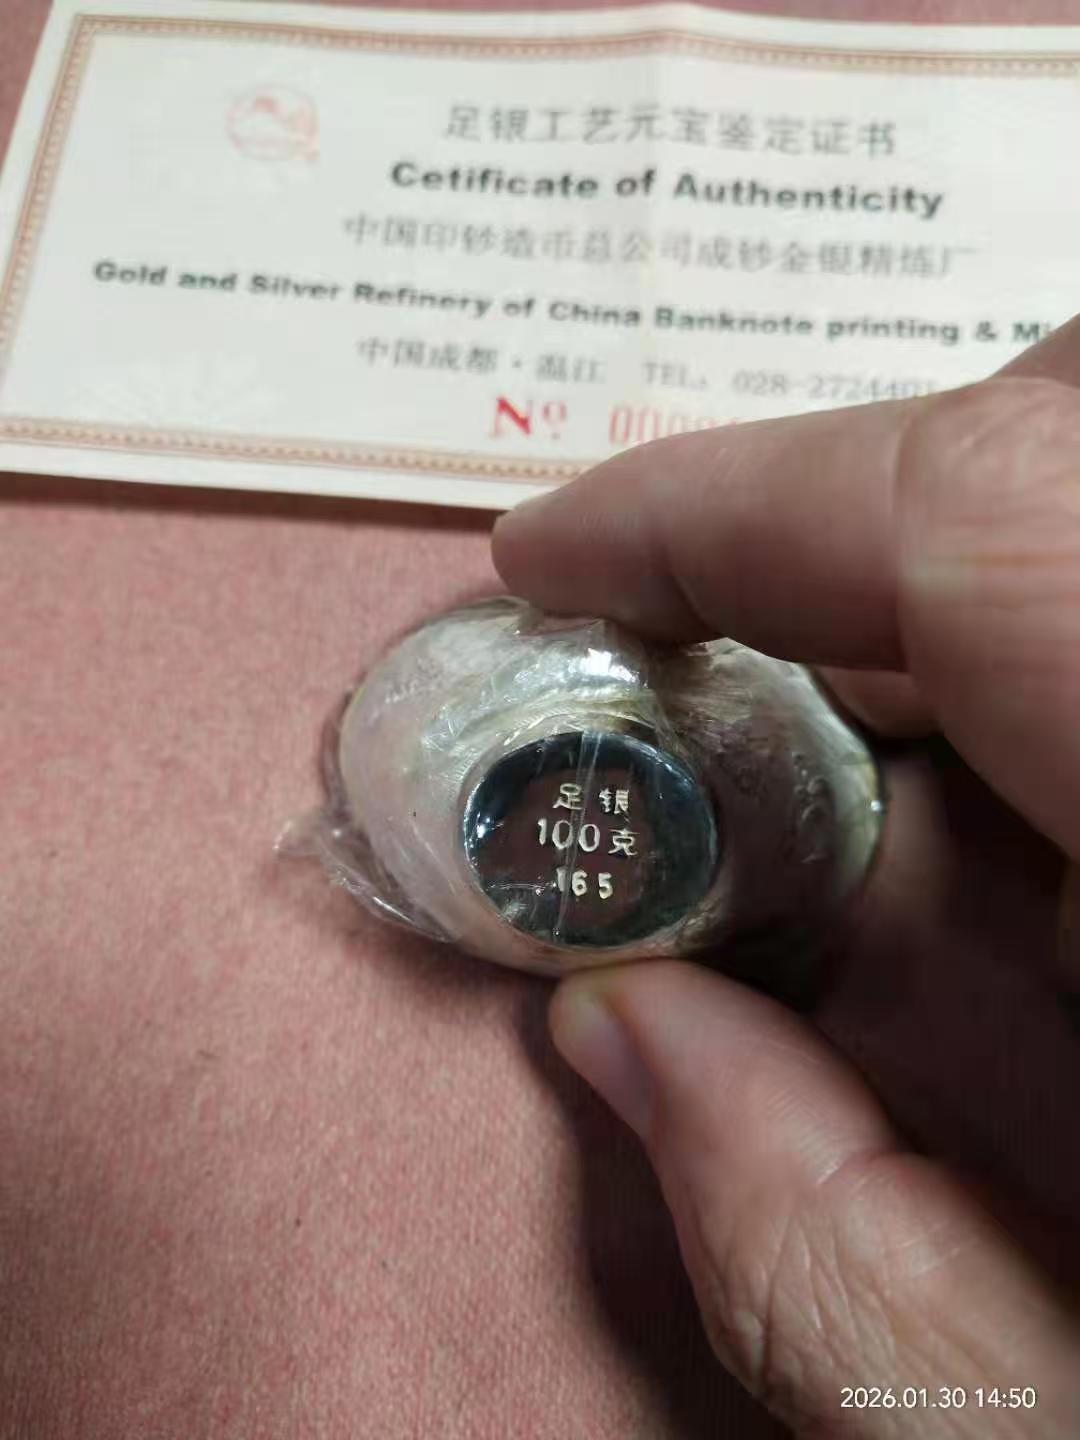 足银工艺元宝鉴定证书
Cetificate of Authenticity
中国印钞造币总公司成钞金银精炼厂
Gold and Silver Refinery of China Banknote printing &
中国成都·温江 TEL: 028-2724401
Nº 000
足银
100克
165
2026.01.30 14:50